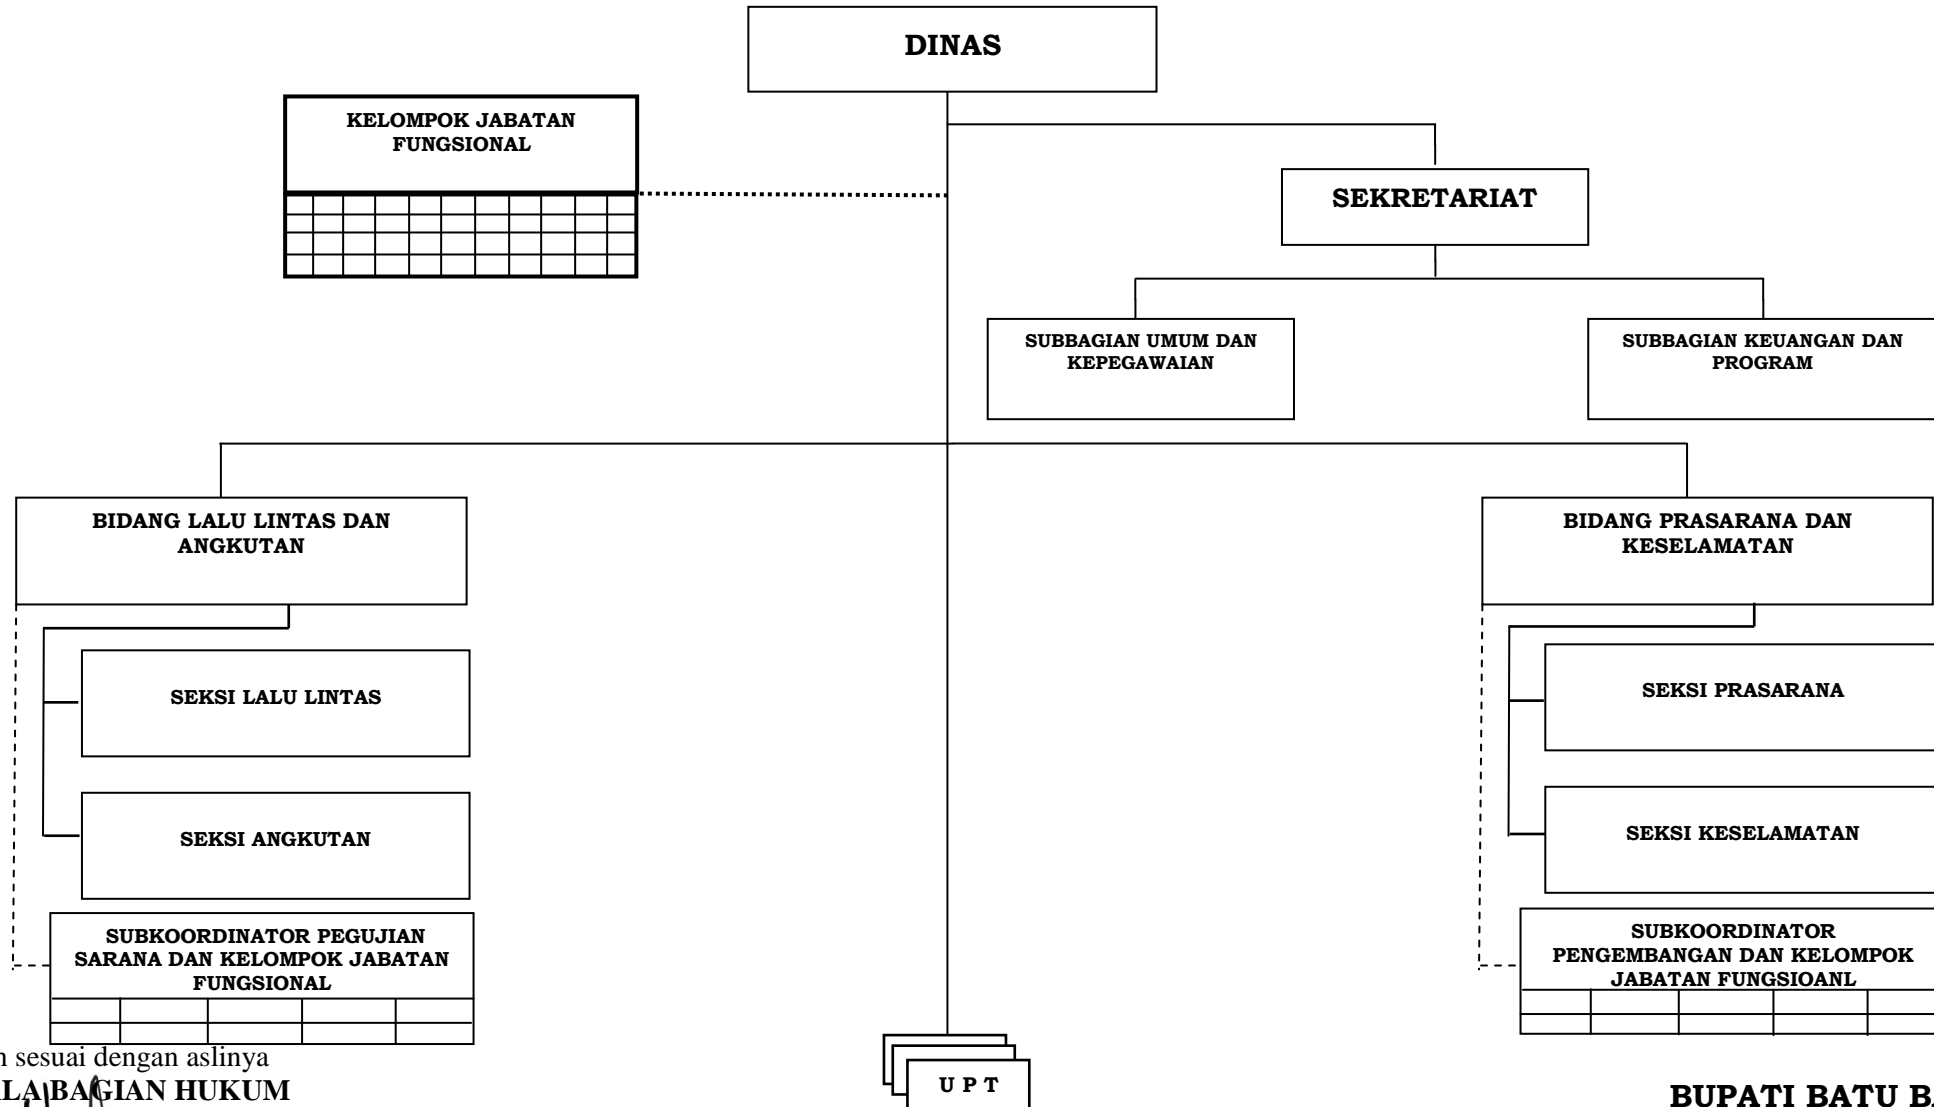 DINAS
KELOMPOK JABATAN
FUNGSIONAL
SEKRETARIAT
SUBBAGIAN UMUM DAN
KEPEGAWAIAN
SUBBAGIAN KEUANGAN DAN
PROGRAM
BIDANG LALU LINTAS DAN
ANGKUTAN
BIDANG PRASARANA DAN
KESELAMATAN
SEKSI LALU LINTAS
SEKSI PRASARANA
SEKSI ANGKUTAN
SEKSI KESELAMATAN
SUBKOORDINATOR PEGUJIAN
SARANA DAN KELOMPOK JABATAN
FUNGSIONAL
SUBKOORDINATOR
PENGEMBANGAN DAN KELOMPOK
JABATAN FUNGSIOANL
sesuai dengan aslinya
BAGIAN HUKUM
U P T
BUPATI BATU